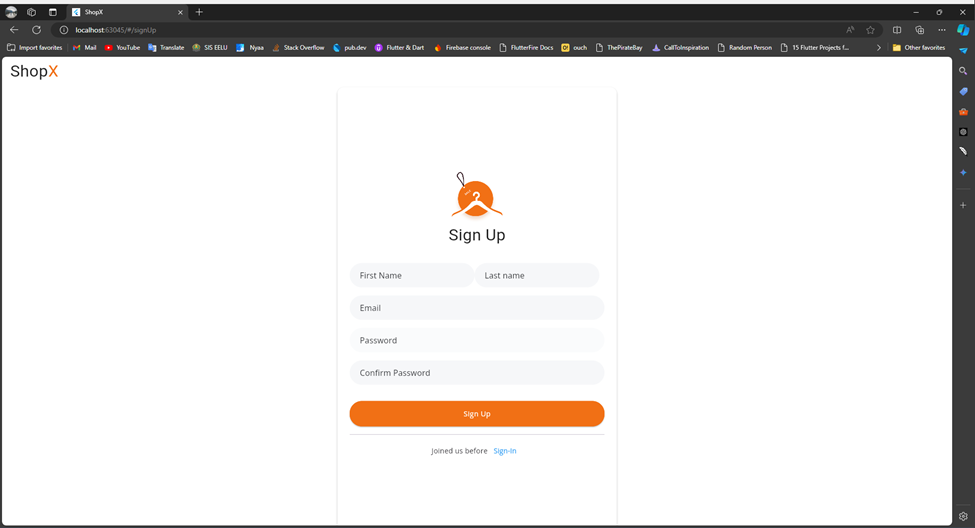 ShopX
localhost:63045/#/signUp
Import favorites Mail YouTube Translate SIS EELU Nyaa Stack Overflow pub.dev Flutter & Dart Firebase console FlutterFire Docs ouch ThePirateBay CallToInspiration Random Person 15 Flutter Projects f... Other favorites
ShopX
Sign Up
First Name Last name
Email
Password
Confirm Password
Sign Up
Joined us before Sign-In